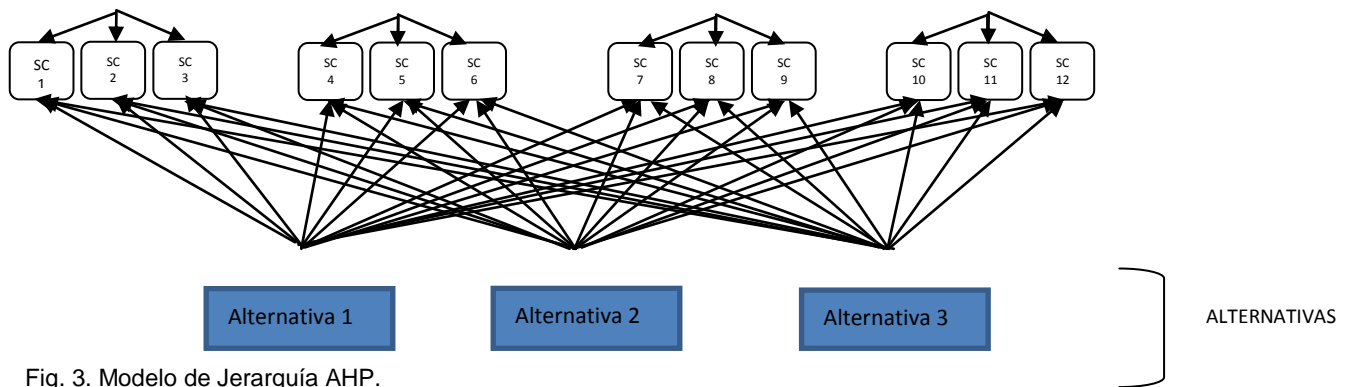 SC
1
SC
2
SC
3
SC
4
SC
5
SC
6
SC
7
SC
8
SC
9
SC
10
SC
11
SC
12
Alternativa 1
Alternativa 2
Alternativa 3
ALTERNATIVAS
Fig. 3. Modelo de Jerarquía AHP.